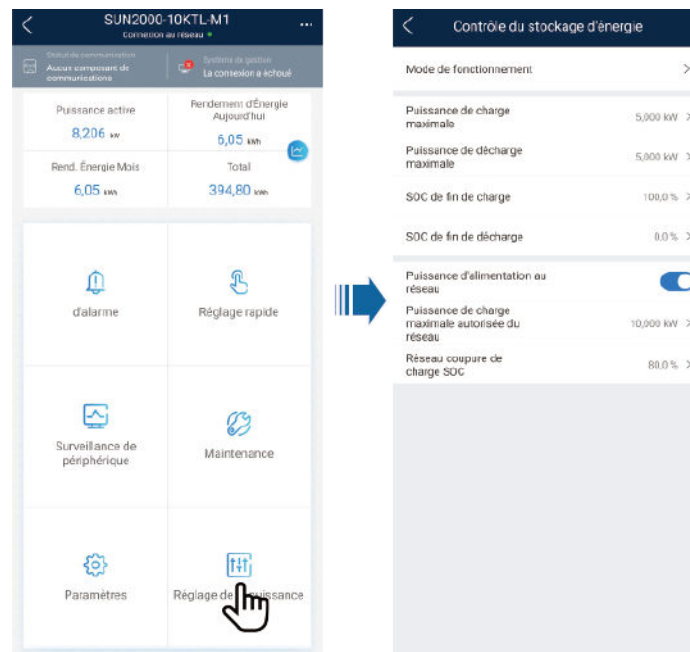 SUN2000-10KTL-M1
Connexion au réseau
Statut de communication
Aucun composant de
communications
Système de gestion
La connexion a échoué
Puissance active
8,206 kW
Rendement d'Énergie
Aujourd'hui
6,05 kWh
Rend. Énergie Mois
6,05 kWh
Total
394,80 kWh
d'alarme
Réglage rapide
Surveillance de
périphérique
Maintenance
Paramètres
Réglage de puissance
Contrôle du stockage d'énergie
Mode de fonctionnement
Puissance de charge
maximale
5,000 kW
Puissance de décharge
maximale
5,000 kW
SOC de fin de charge
100,0 %
SOC de fin de décharge
0.0 %
Puissance d'alimentation au
réseau
Puissance de charge
maximale autorisée du
réseau
10,000 kW
Réseau coupure de
charge SOC
80.0 %